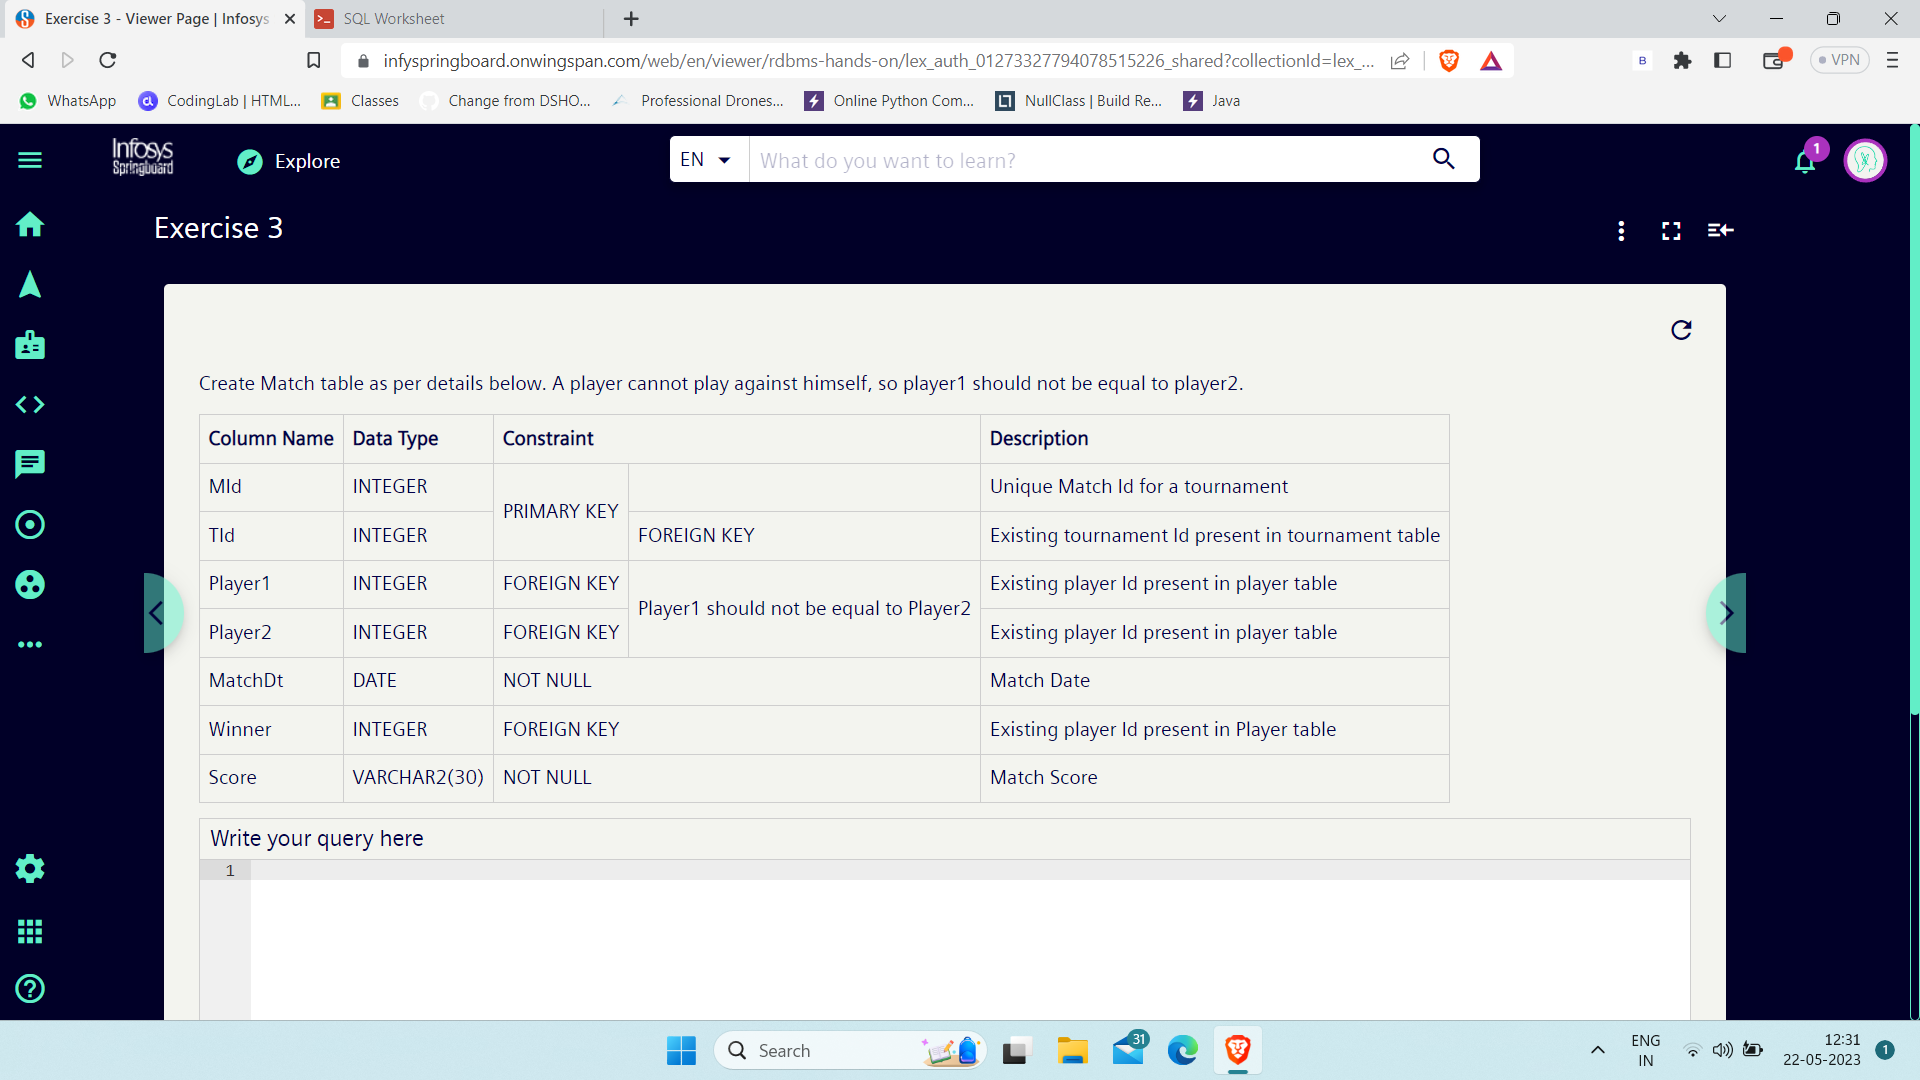 Exercise 3 - Viewer Page | Infosys
SQL Worksheet
infyspringboard.onwingspan.com/web/en/viewer/rdbms-hands-on/lex_auth_01273327794078515226_shared?collectionId=lex_...
B
VPN
WhatsApp
CodingLab | HTML...
Classes
Change from DSHO...
Professional Drones...
Online Python Com...
NullClass | Build Re...
Java
Infosys
Springboard
Explore
EN
What do you want to learn?
1
Exercise 3
Create Match table as per details below. A player cannot play against himself, so player1 should not be equal to player2.
Column Name Data Type Constraint Description
MId INTEGER PRIMARY KEY Unique Match Id for a tournament
TId INTEGER FOREIGN KEY Existing tournament Id present in tournament table
Player1 INTEGER FOREIGN KEY Player1 should not be equal to Player2 Existing player Id present in player table
Player2 INTEGER FOREIGN KEY Existing player Id present in player table
MatchDt DATE NOT NULL Match Date
Winner INTEGER FOREIGN KEY Existing player Id present in Player table
Score VARCHAR2(30) NOT NULL Match Score
Write your query here
1
Search
31
ENG
IN
12:31
22-05-2023
1